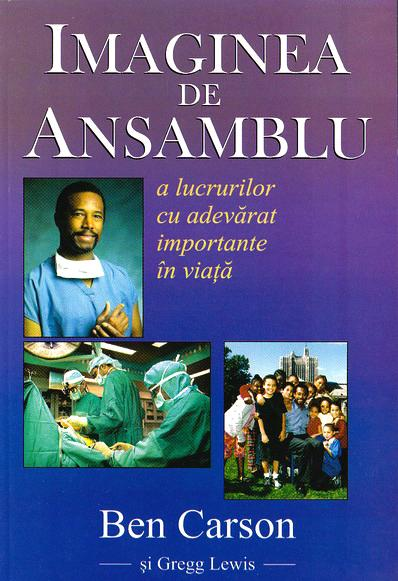 IMAGINEA
DE
ANSAMBLU
a lucrurilor
cu adevărat
importante
în viață
Ben Carson
și Gregg Lewis